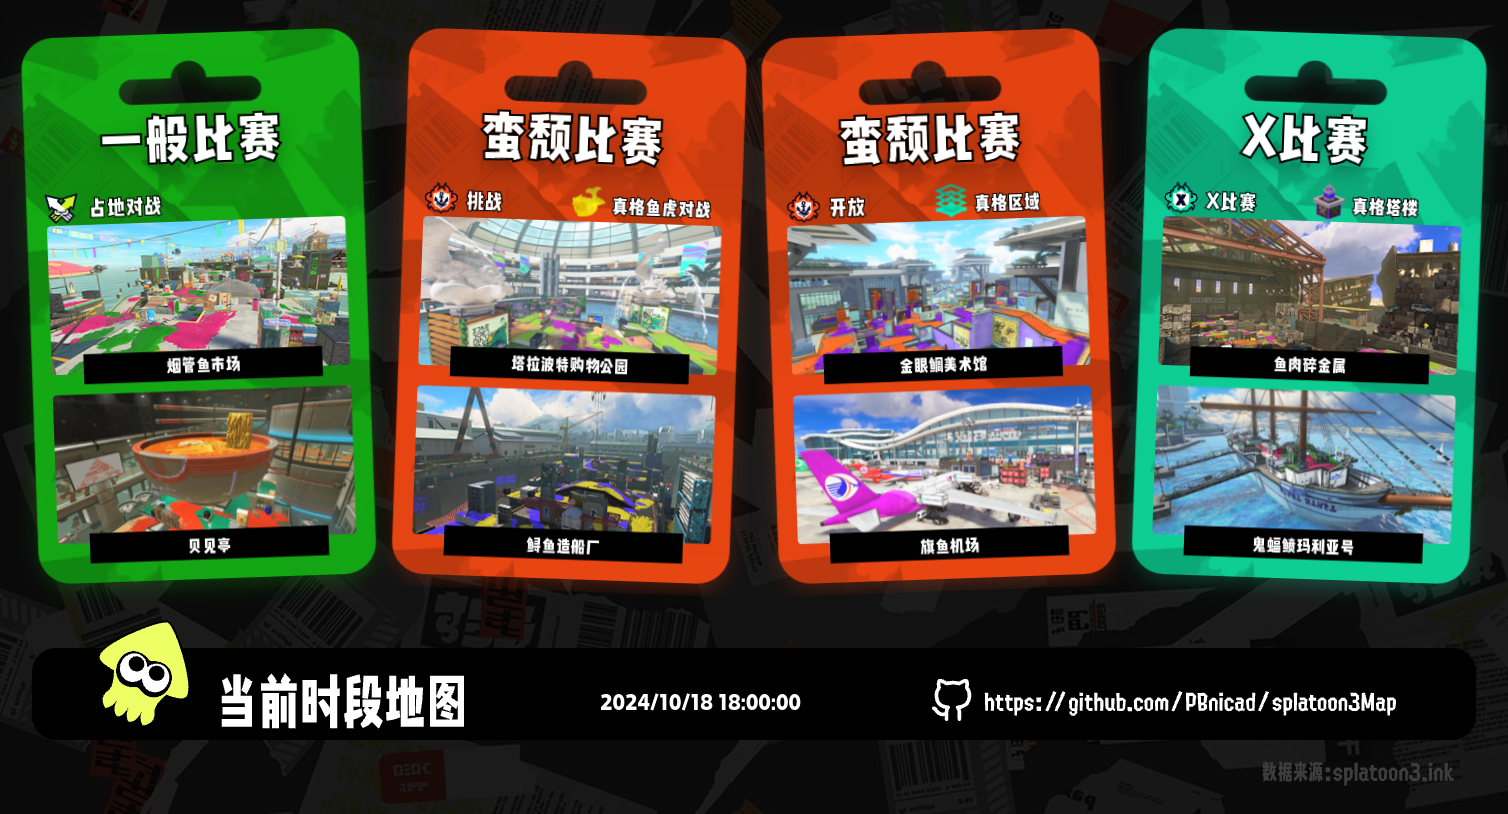 一般比赛
占地对战
烟管鱼市场
贝见亭
蛮颓比赛
挑战
真格鱼虎对战
塔拉波特购物公园
鲟鱼造船厂
蛮颓比赛
开放
真格区域
金眼鲷美术馆
旗鱼机场
X比赛
X比赛
真格塔楼
鱼肉碎金属
鬼蝠鲼玛利亚号
当前时段地图
2024/10/18 18:00:00
https://github.com/PBnicad/splatoon3Map
数据来源:splatoon3.ink